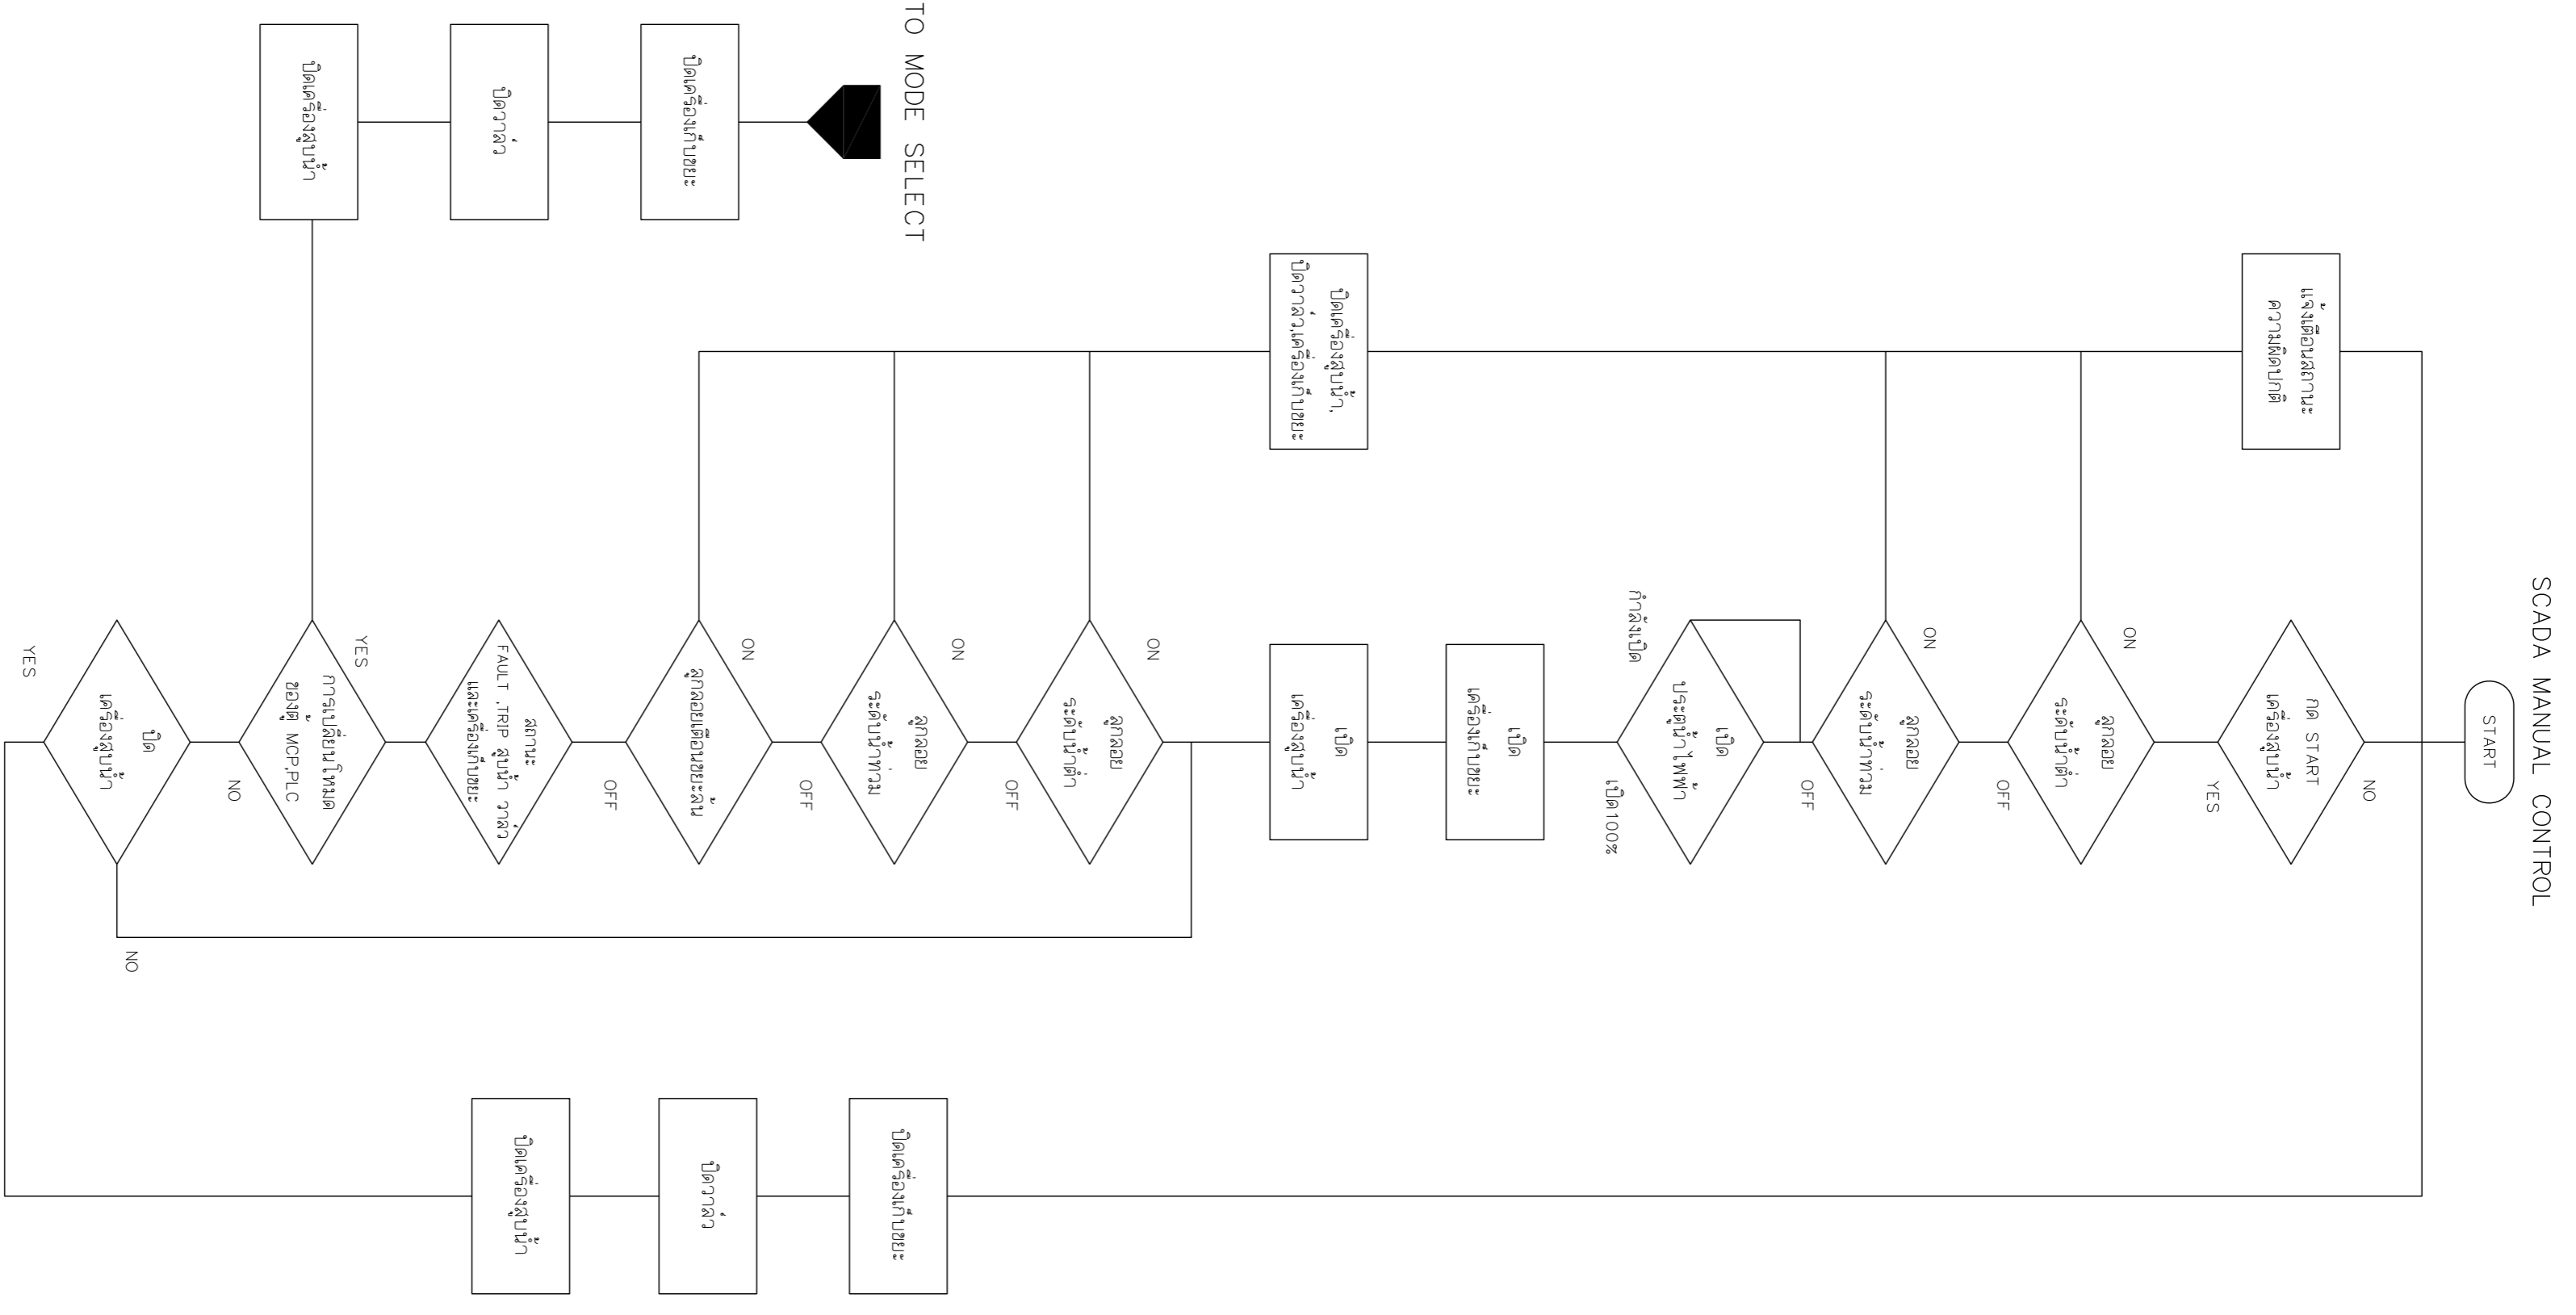 SCADA MANUAL CONTROL
START
NO
กด START
เครื่องสูบน้ำ
YES
แจ้งเตือนสถานะ
ความผิดปกติ
ON
ลูกลอย
ระดับน้ำต่ำ
OFF
ON
ลูกลอย
ระดับน้ำท่วม
OFF
เปิด
ประตูน้ำไฟฟ้า
กำลังเปิด
เปิด100%
เปิด
เครื่องเก็บขยะ
เปิด
เครื่องสูบน้ำ
ปิดเครื่องสูบน้ำ,
ปิดวาล์ว,เครื่องเก็บขยะ
ON
ลูกลอย
ระดับน้ำต่ำ
OFF
ON
ลูกลอย
ระดับน้ำท่วม
OFF
ON
ลูกลอยเตือนขยะล้น
OFF
สถานะ
FAULT ,TRIP สูบน้ำ วาล์ว
และเครื่องเก็บขยะ
YES
การเปลี่ยนโหมด
ของตู้ MCP,PLC
NO
ปิด
เครื่องสูบน้ำ
NO
YES
TO MODE SELECT
ปิดเครื่องเก็บขยะ
ปิดวาล์ว
ปิดเครื่องสูบน้ำ
ปิดเครื่องเก็บขยะ
ปิดวาล์ว
ปิดเครื่องสูบน้ำ